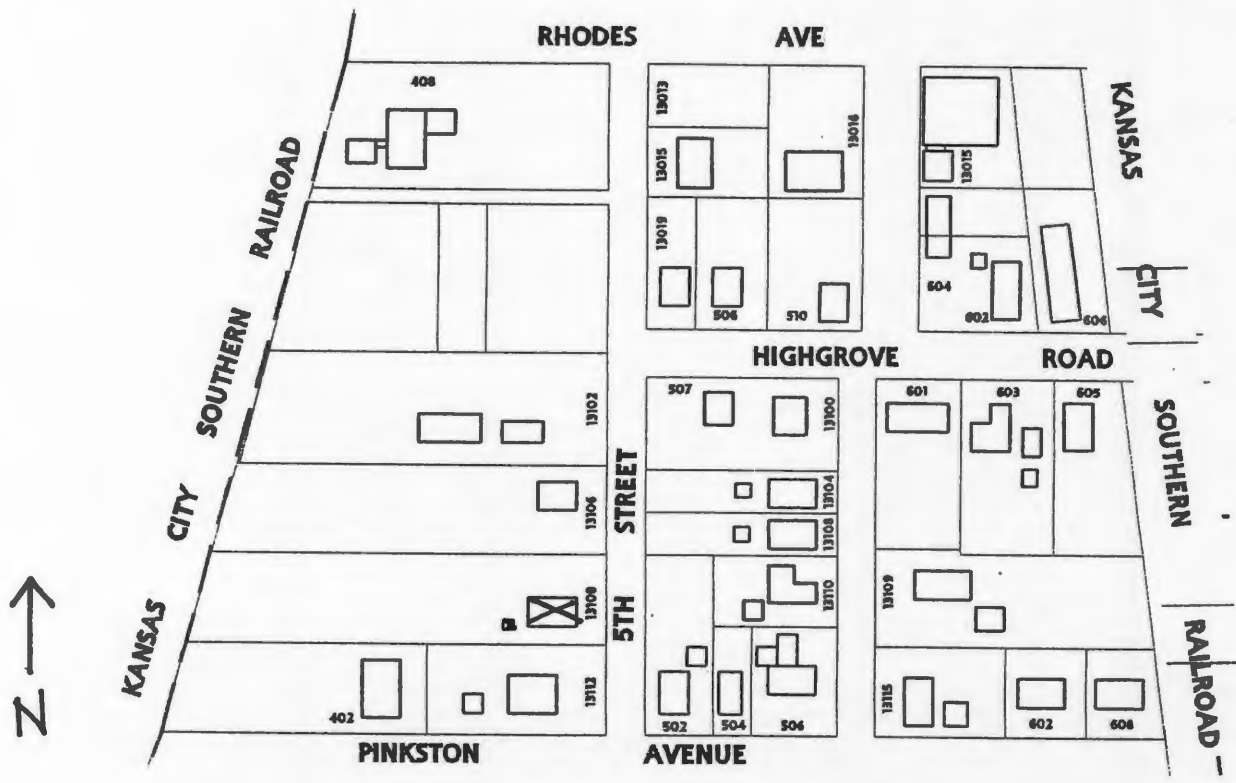 RHODES AVE
408
13013
13015
13016
13015
KANSAS
RAILROAD
13019
506
510
604
602
606
CITY
HIGHGROVE ROAD
SOUTHERN
507
13100
601
603
605
13102
SOUTHERN
13104
13106
STREET
CITY
13108
13108
5TH
13110
13109
KANSAS
RAILROAD
402
13112
502
504
506
13115
602
608
PINKSTON AVENUE
Z